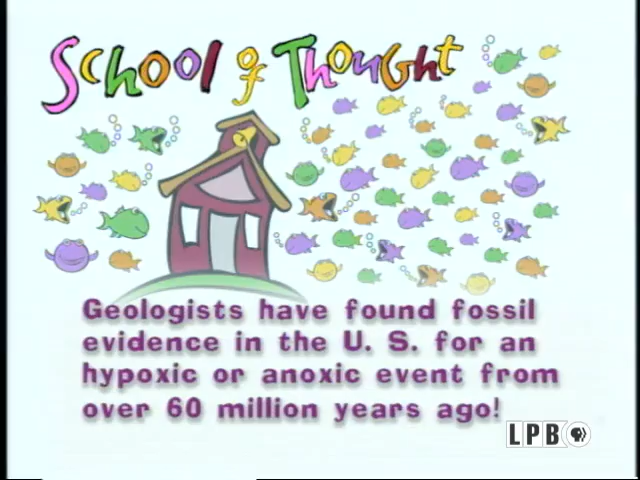 School of Thought
Geologists have found fossil
evidence in the U. S. for an
hypoxic or anoxic event from
over 60 million years ago!
LPB